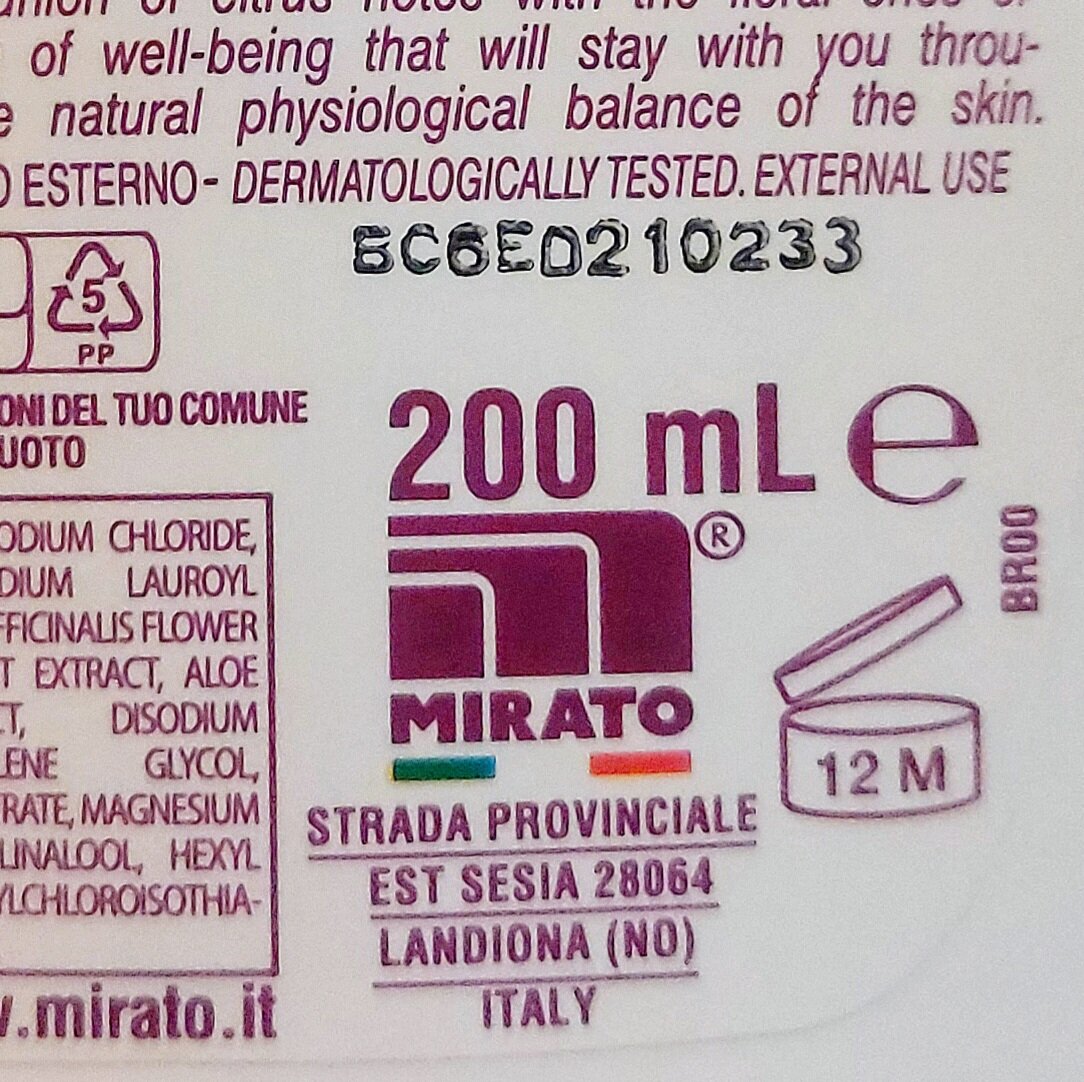 of well-being that will stay with you throu-
natural physiological balance of the skin.
ESTERNO - DERMATOLOGICALLY TESTED. EXTERNAL USE
BC6ED210233
5
PP
ONI DEL TUO COMUNE
UOTO
200 mL e
ODIUM CHLORIDE,
DIUM LAUROYL
FFICINALIS FLOWER
T EXTRACT, ALOE
CT, DISODIUM
LENE GLYCOL,
RATE, MAGNESIUM
LINALOOL, HEXYL
YLCHLOROISOTHIA-
.mirato.it
®
BR00
MIRATO
12 M
STRADA PROVINCIALE
EST SESIA 28064
LANDIONA (NO)
ITALY